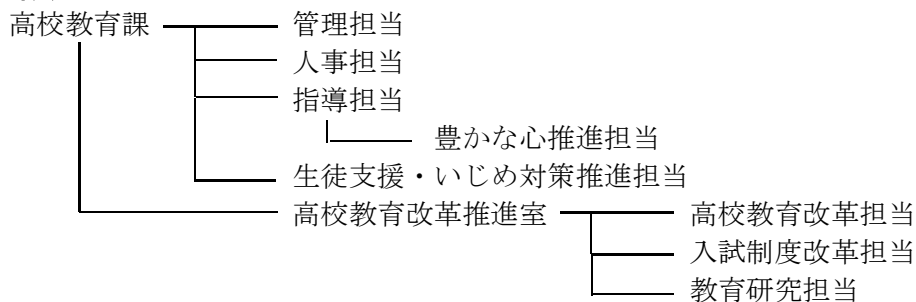 高校教育課 管理担当
人事担当
指導担当
豊かな心推進担当
生徒支援・いじめ対策推進担当
高校教育改革推進室 高校教育改革担当
入試制度改革担当
教育研究担当